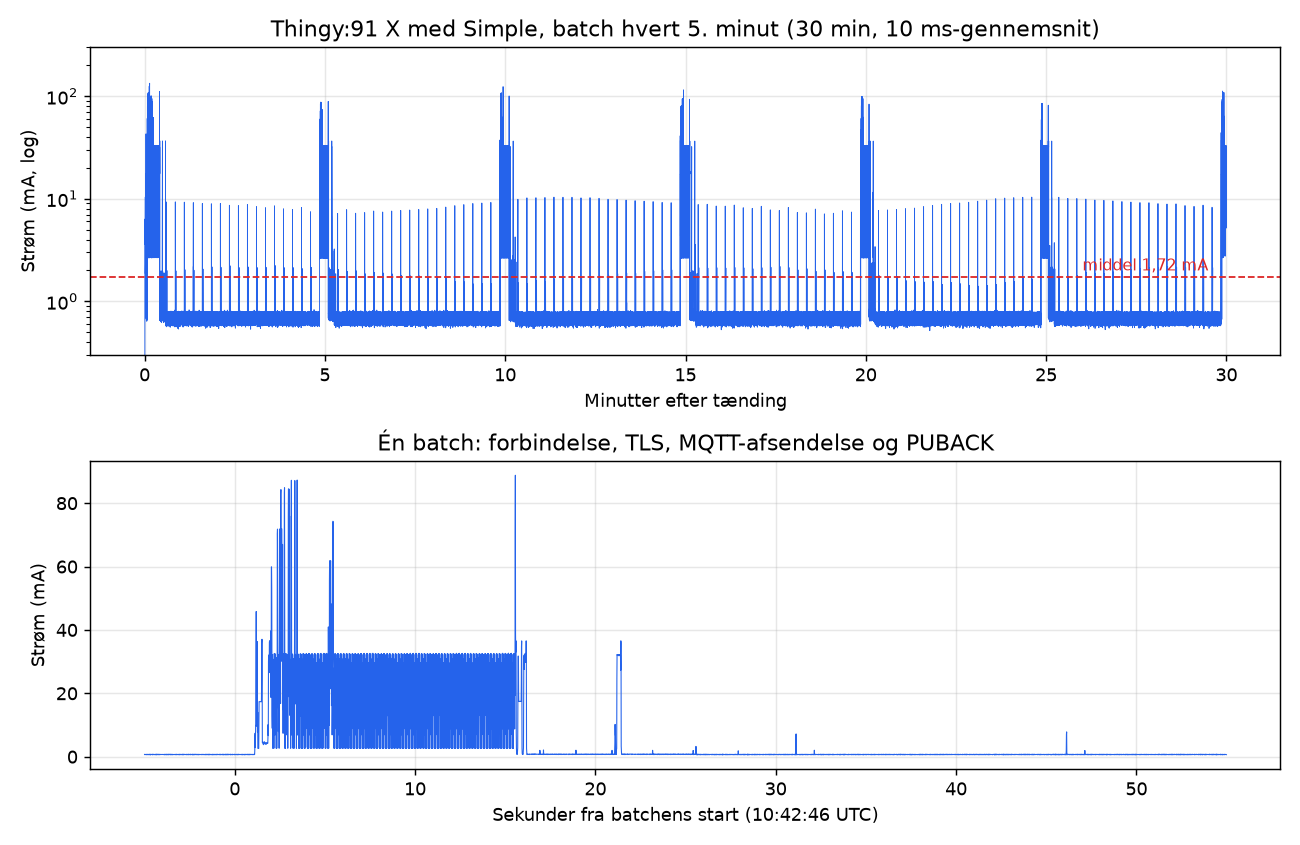 Thingy:91 X med Simple, batch hvert 5. minut (30 min, 10 ms-gennemsnit)
Strøm (mA, log)
10²
10¹
10⁰
middel 1,72 mA
0 5 10 15 20 25 30
Minutter efter tænding
Én batch: forbindelse, TLS, MQTT-afsendelse og PUBACK
Strøm (mA)
80
60
40
20
0
0 10 20 30 40 50
Sekunder fra batchens start (10:42:46 UTC)